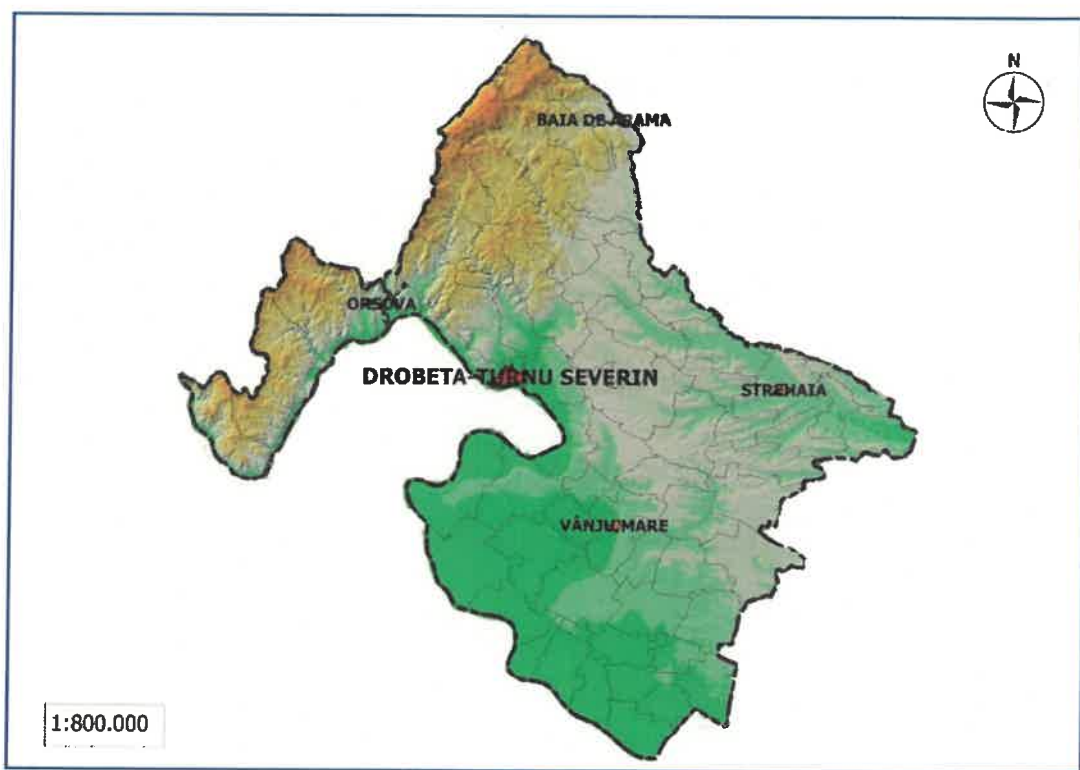 N
BAIA DE ARAMA
ORSOVA
DROBETA-TURNU SEVERIN
STREHAIA
VÂNJU MARE
1:800.000